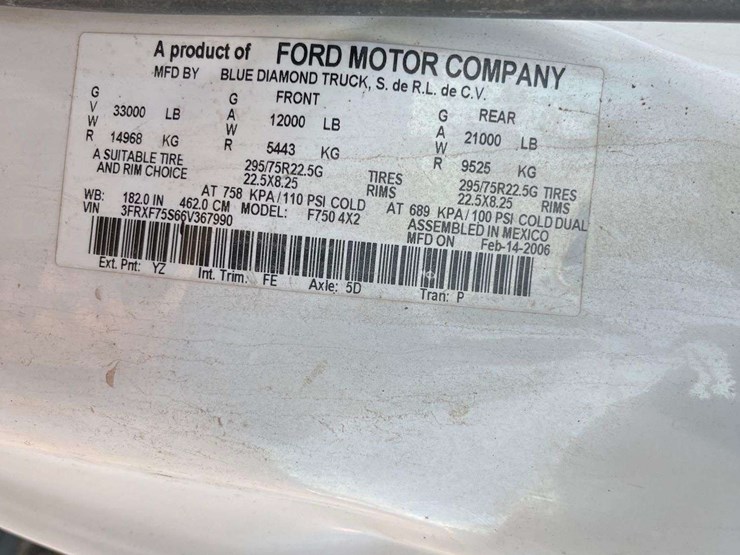 A product of FORD MOTOR COMPANY
MFD BY BLUE DIAMOND TRUCK, S. de R.L. de C.V.
GVWR 33000 LB
14968 KG
FRONT GAWR 12000 LB
5443 KG
REAR GAWR 21000 LB
9525 KG
A SUITABLE TIRE AND RIM CHOICE
295/75R22.5G TIRES
22.5X8.25 RIMS
AT 758 KPA/110 PSI COLD
295/75R22.5G TIRES
22.5X8.25 RIMS
AT 689 KPA/100 PSI COLD DUAL
WB: 182.0 IN 462.0 CM MODEL: F750 4X2
ASSEMBLED IN MEXICO
VIN 3FRXF75S66V367990
MFD ON Feb-14-2006
Ext. Pnt: YZ Int. Trim: FE Axle: 5D Tran: P